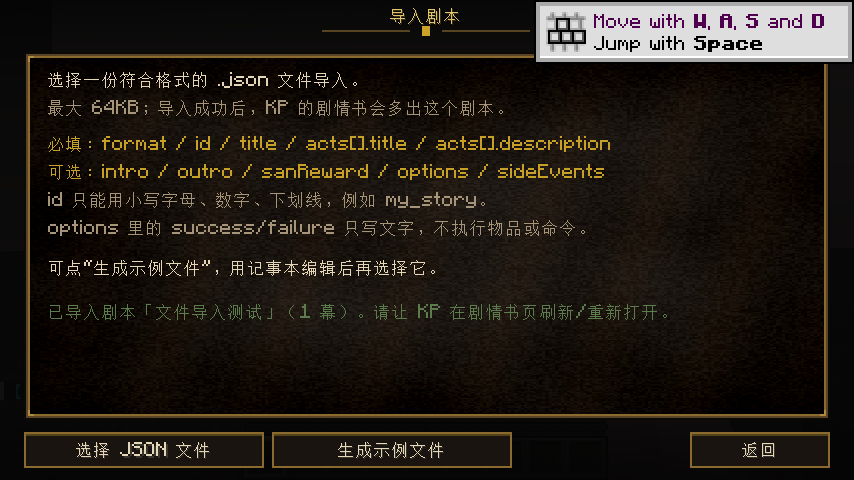 导入剧本
Move with W, A, S and D
Jump with Space
选择一份符合格式的 .json 文件导入。
最大 64KB；导入成功后，KP 的剧情书会多出这个剧本。
必填：format / id / title / acts[].title / acts[].description
可选：intro / outro / sanReward / options / sideEvents
id 只能用小写字母、数字、下划线，例如 my_story。
options 里的 success/failure 只写文字，不执行物品或命令。
可点“生成示例文件”，用记事本编辑后再选择它。
已导入剧本「文件导入测试」（1 幕）。请让 KP 在剧情书页刷新/重新打开。
选择 JSON 文件
生成示例文件
返回